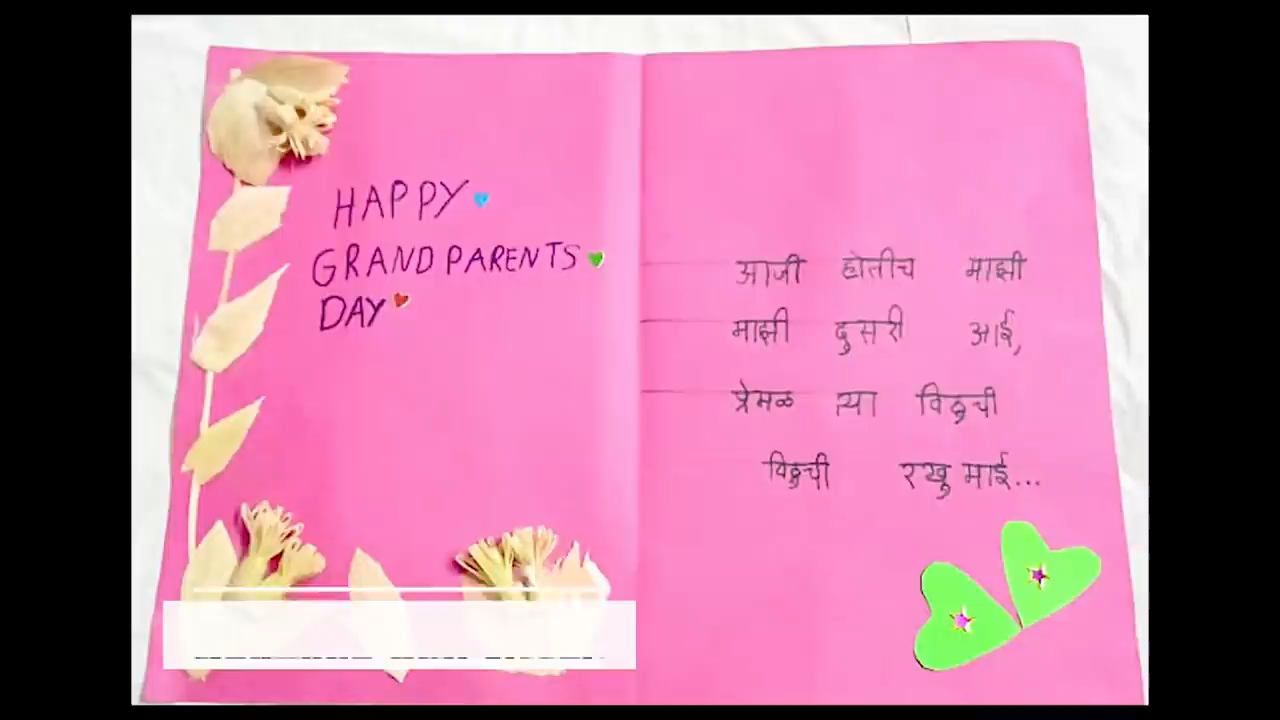 HAPPY
GRANDPARENTS
DAY
आजी होतीच माझी
माझी दुसरी आई,
प्रेमळ त्या विठुची
विठुची रखुमाई...